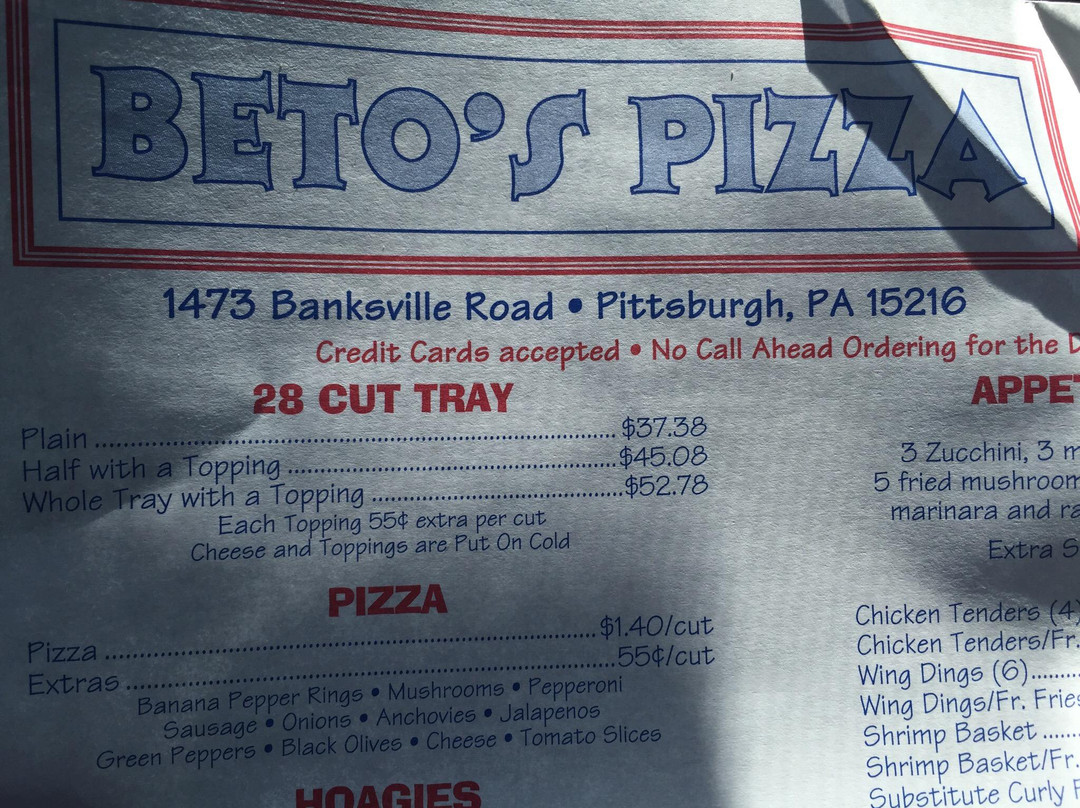 BETO'S PIZZA
1473 Banksville Road • Pittsburgh, PA 15216
Credit Cards accepted • No Call Ahead Ordering for the
28 CUT TRAY
Plain ........ $37.38
Half with a Topping ........ $45.08
Whole Tray with a Topping ........ $52.78
Each Topping 55¢ extra per cut
Cheese and Toppings are Put On Cold
PIZZA
Pizza ........ $1.40/cut
Extras ........ 55¢/cut
Banana Pepper Rings • Mushrooms • Pepperoni
Sausage • Onions • Anchovies • Jalapenos
Green Peppers • Black Olives • Cheese • Tomato Slices
HOAGIES
3 Zucchini, 3
5 fried
marinara and
Extra
Chicken Tenders (4)
Chicken Tenders/Fr.
Wing Dings (6)........
Wing Dings/Fr. Fries
Shrimp Basket ......
Shrimp Basket/Fr.
Substitute Curly